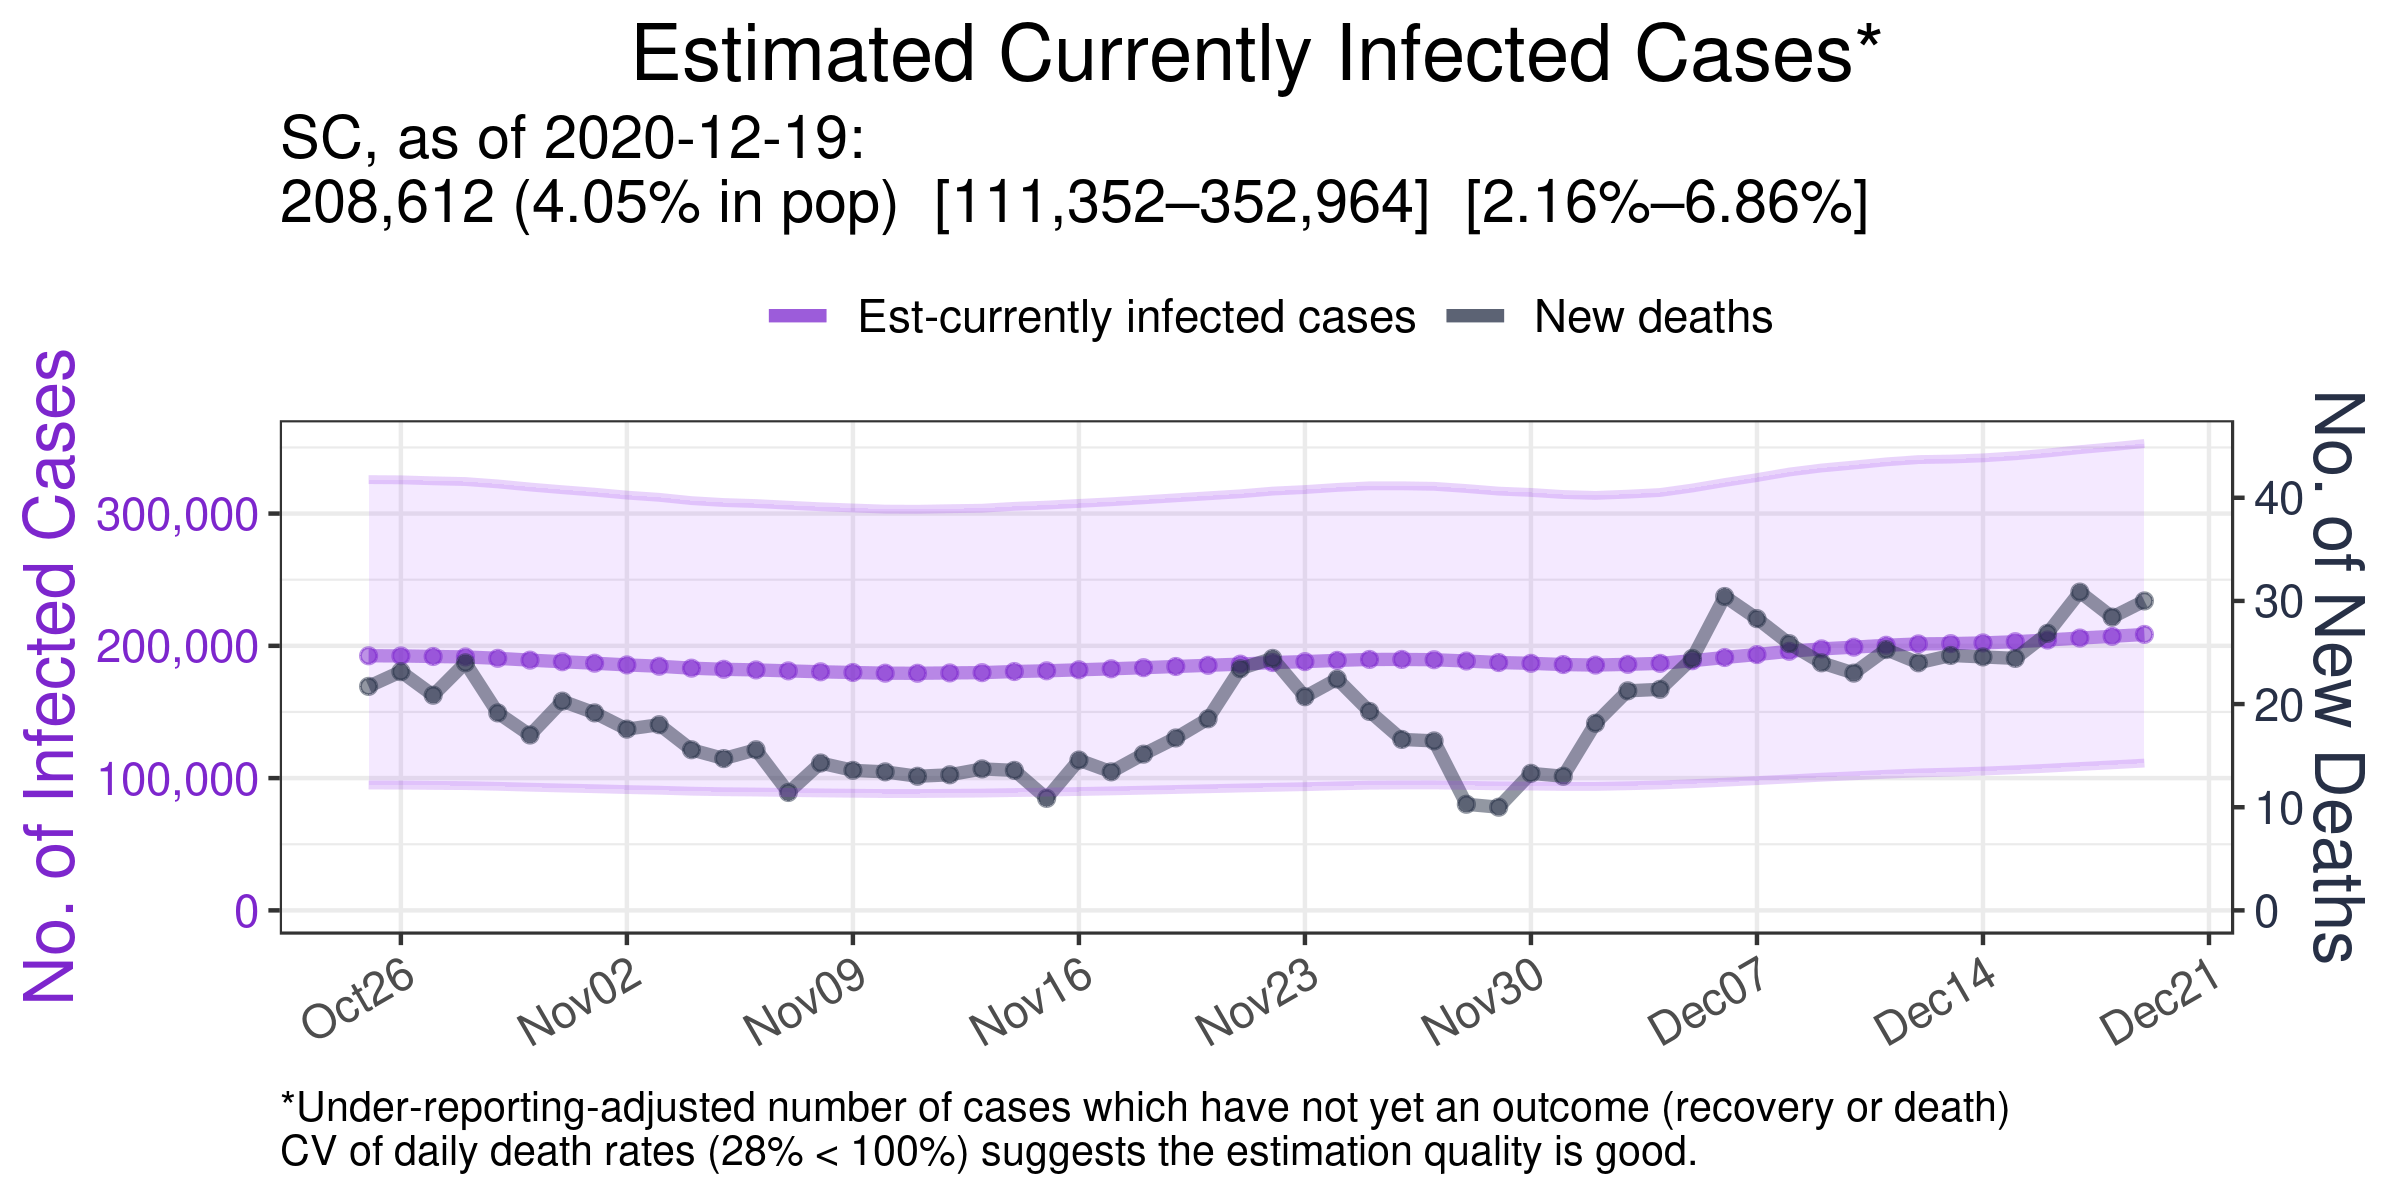 Estimated Currently Infected Cases*
SC, as of 2020-12-19:
208,612 (4.05% in pop)  [111,352–352,964]  [2.16%–6.86%]
Est-currently infected cases
New deaths
No. of Infected Cases
300,000
200,000
100,000
0
40
30
20
10
0
No. of New Deaths
Oct26
Nov02
Nov09
Nov16
Nov23
Nov30
Dec07
Dec14
Dec21
*Under-reporting-adjusted number of cases which have not yet an outcome (recovery or death)
CV of daily death rates (28% < 100%) suggests the estimation quality is good.